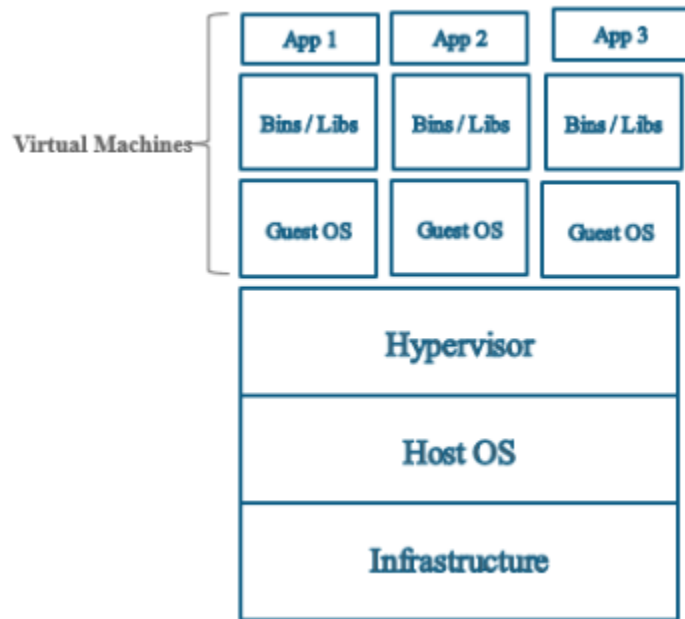 App 1
App 2
App 3
Bins / Libs
Bins / Libs
Bins / Libs
Virtual Machines
Guest OS
Guest OS
Guest OS
Hypervisor
Host OS
Infrastructure